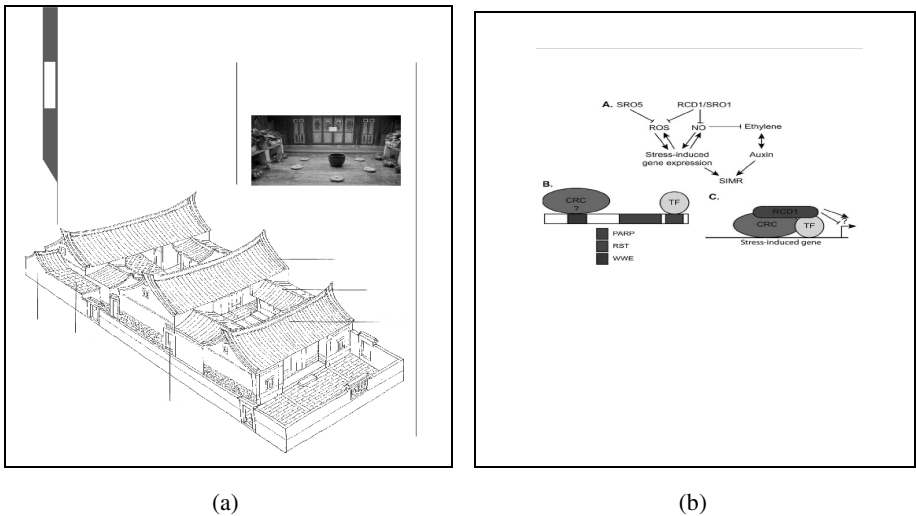 A. SRO5 RCD1/SRO1
ROS NO Ethylene
Stress-induced
gene expression
Auxin
SIMR
B.
CRC
?
TF
PARP
RST
WWE
C.
RCD1
CRC
TF
?
Stress-induced gene
(a) (b)